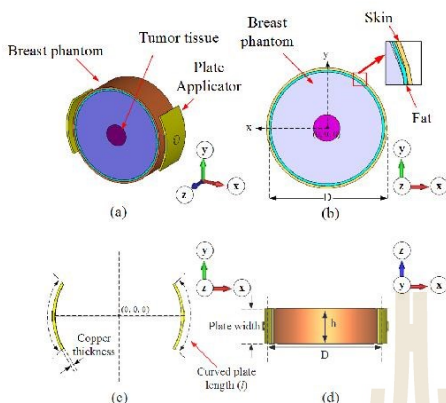 Breast phantom
Tumor tissue
Plate
Applicator
y
z
x
(a)
Breast
phantom
Skin
y
x
Fat
y
z
x
D
(b)
y
z
x
(0, 0, 0)
Copper
thickness
Curved plate
length (l)
(c)
z
y
x
Plate width
h
D
(d)